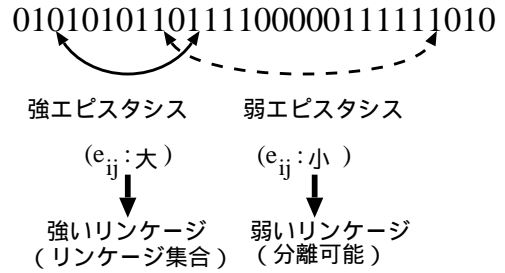 0101010110111100000111111010
強エピスタシス 弱エピスタシス
(e_ij : 大 ) (e_ij : 小 )
強いリンケージ 弱いリンケージ
( リンケージ集合 ) ( 分離可能 )